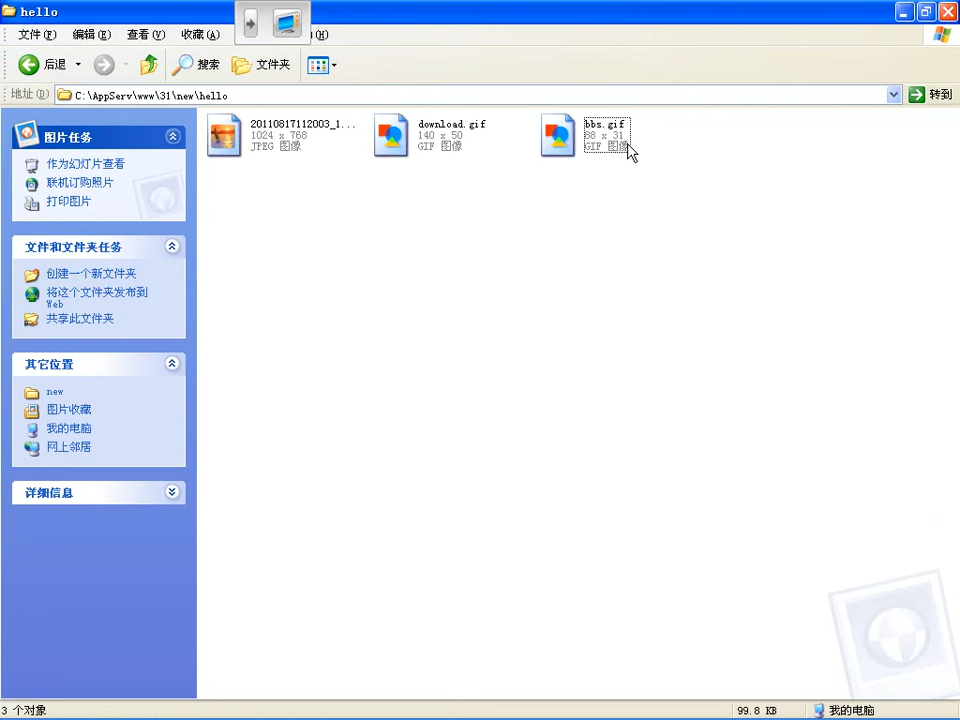 hello
文件(F) 编辑(E) 查看(V) 收藏(A) (H)
后退 搜索 文件夹
地址(D) C:\AppServ\www\31\new\hello 转到
图片任务
作为幻灯片查看
联机订购照片
打印图片
文件和文件夹任务
创建一个新文件夹
将这个文件夹发布到
Web
共享此文件夹
其它位置
new
图片收藏
我的电脑
网上邻居
详细信息
20110817112003_1...
1024 x 768
JPEG 图像
download.gif
140 x 50
GIF 图像
bbs.gif
88 x 31
GIF 图像
3 个对象 99.8 KB 我的电脑